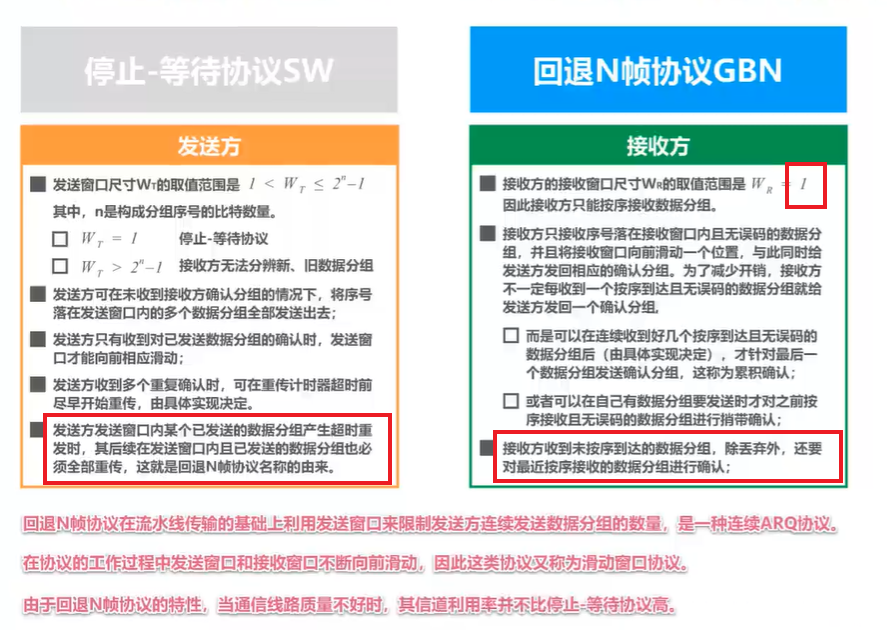 停止-等待协议SW
回退N帧协议GBN
发送方
发送窗口尺寸WT的取值范围是 1 < W_T ≤ 2^n-1
其中，n是构成分组序号的比特数量。
W_T = 1 停止-等待协议
W_T > 2^n-1 接收方无法分辨新、旧数据分组
发送方可在未收到接收方确认分组的情况下，将序号
落在发送窗口内的多个数据分组全部发送出去；
发送方只有收到对已发送数据分组的确认时，发送窗
口才能向前相应滑动；
发送方收到多个重复确认时，可在重传计时器超时前
尽早开始重传，由具体实现决定。
发送方发送窗口内某个已发送的数据分组产生超时重
发时，其后续在发送窗口内且已发送的数据分组也必
须全部重传，这就是回退N帧协议名称的由来。
接收方
接收方的接收窗口尺寸WR的取值范围是 W_R = 1
因此接收方只能按序接收数据分组。
接收方只接收序号落在接收窗口内且无误码的数据分
组，并且将接收窗口向前滑动一个位置，与此同时给
发送方发回相应的确认分组。为了减少开销，接收方
不一定每收到一个按序到达且无误码的数据分组就给
发送方发回一个确认分组，
而是可以在连续收到好几个按序到达且无误码的
数据分组后（由具体实现决定），才针对最后一
个数据分组发送确认分组，这称为累积确认；
或者可以在自己有数据分组要发送时才对之前按
序接收且无误码的数据分组进行捎带确认；
接收方收到未按序到达的数据分组，除丢弃外，还要
对最近按序接收的数据分组进行确认；
回退N帧协议在流水线传输的基础上利用发送窗口来限制发送方连续发送数据分组的数量，是一种连续ARQ协议。
在协议的工作过程中发送窗口和接收窗口不断向前滑动，因此这类协议又称为滑动窗口协议。
由于回退N帧协议的特性，当通信线路质量不好时，其信道利用率并不比停止-等待协议高。